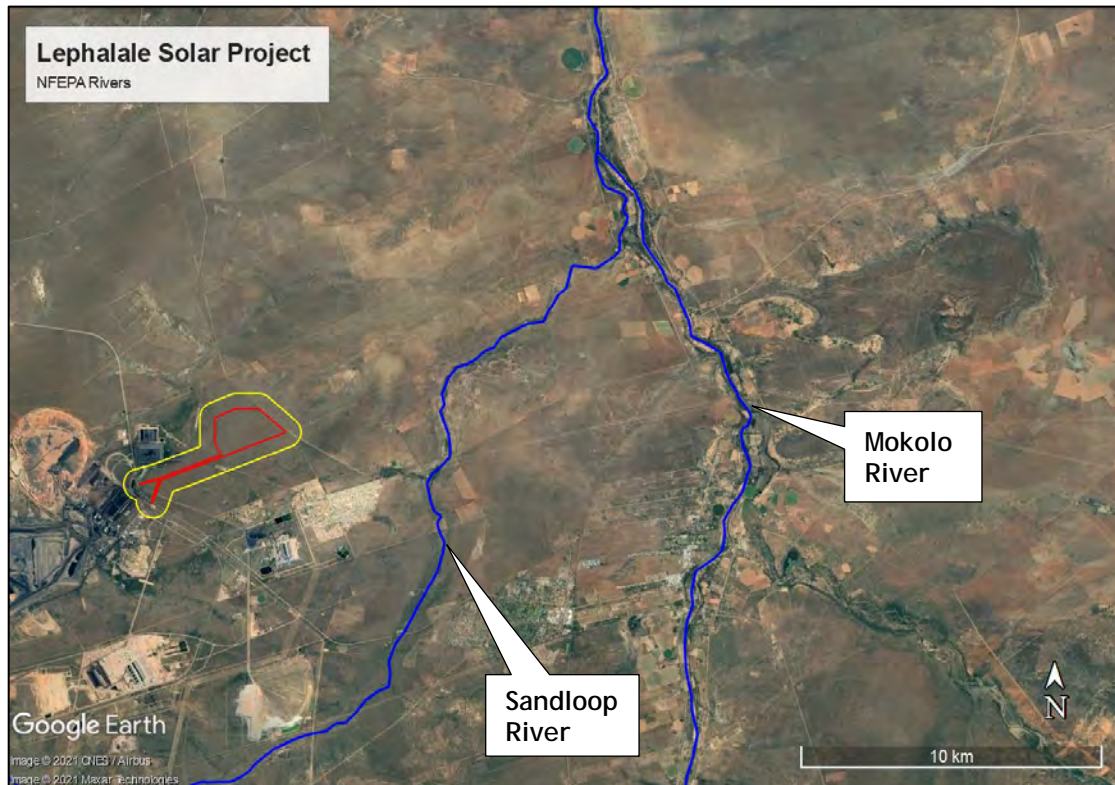 Lephalale Solar Project
NFEPA Rivers
Mokolo
River
Sandloop
River
N
Google Earth
10 km
Image © 2021 CNES / Airbus
Image © 2021 Maxar Technologies